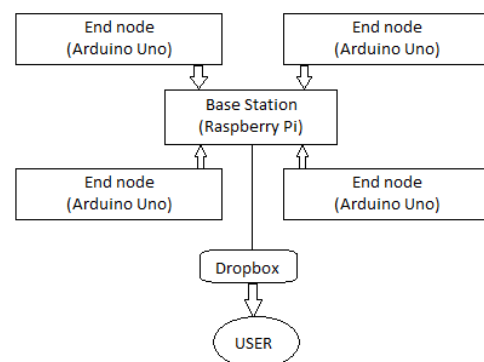 End node
(Arduino Uno)
End node
(Arduino Uno)
Base Station
(Raspberry Pi)
End node
(Arduino Uno)
End node
(Arduino Uno)
Dropbox
USER